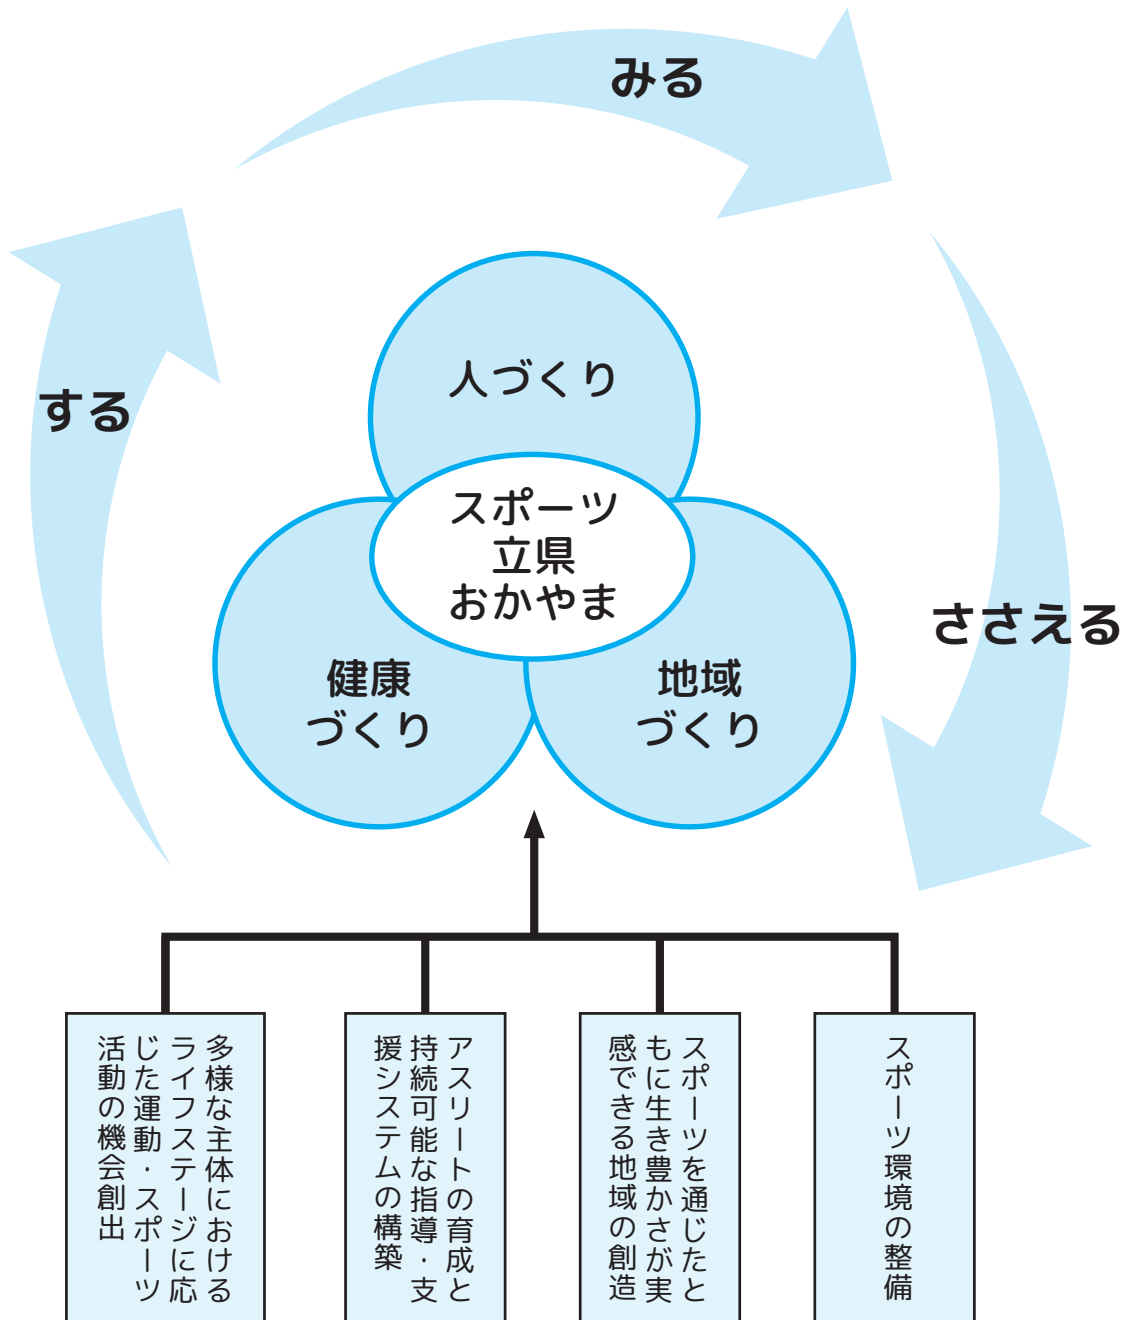 みる
する
ささえる
人づくり
スポーツ
立県
おかやま
健康
づくり
地域
づくり
多様な主体における
ライフステージに応
じた運動・スポーツ
活動の機会創出
アスリートの育成と
持続可能な指導・支
援システムの構築
スポーツを通じたと
もに生き豊かさが実
感できる地域の創造
スポーツ環境の整備